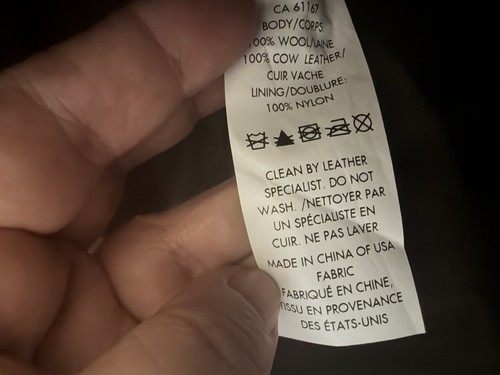 CA 61167
BODY/CORPS:
100% WOOL/LAINE
100% COW LEATHER/
CUIR VACHE
LINING/DOUBLURE:
100% NYLON
CLEAN BY LEATHER
SPECIALIST. DO NOT
WASH. /NETTOYER PAR
UN SPÉCIALISTE EN
CUIR. NE PAS LAVER
MADE IN CHINA OF USA
FABRIC
FABRIQUÉ EN CHINE,
TISSU EN PROVENANCE
DES ÉTATS-UNIS